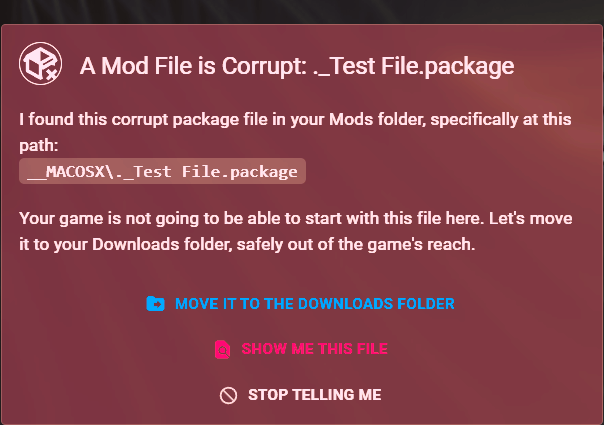 A Mod File is Corrupt: ._Test File.package
I found this corrupt package file in your Mods folder, specifically at this
path:
__MACOSX\._Test File.package
Your game is not going to be able to start with this file here. Let's move
it to your Downloads folder, safely out of the game's reach.
MOVE IT TO THE DOWNLOADS FOLDER
SHOW ME THIS FILE
STOP TELLING ME